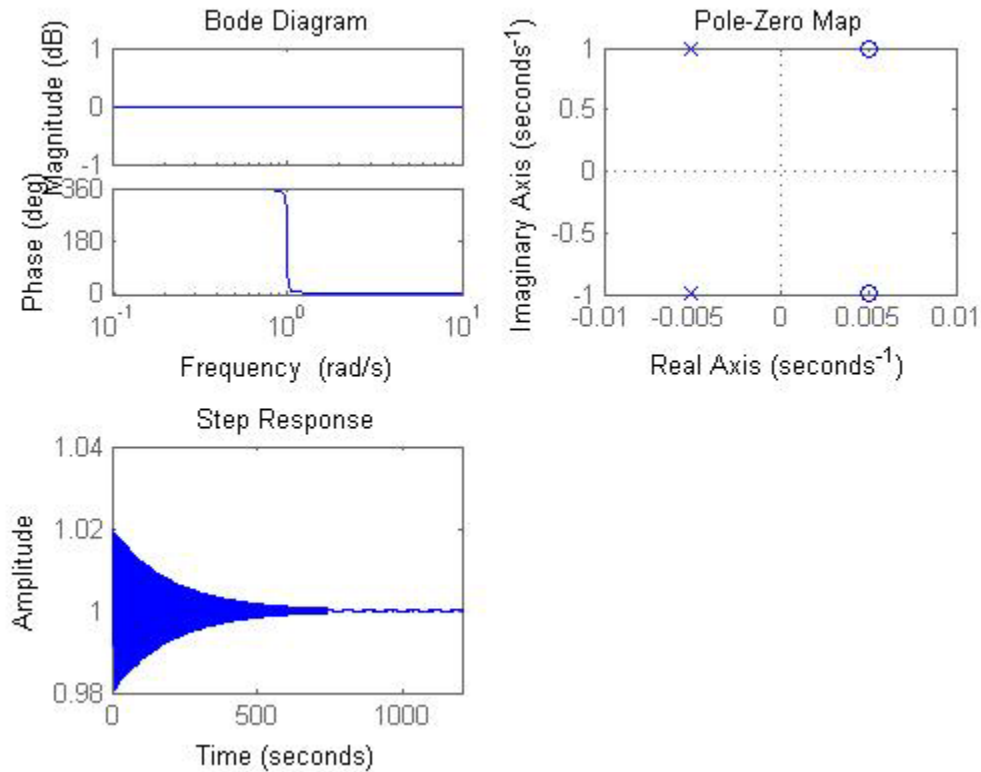 Bode Diagram
Magnitude (dB)
1
0
-1
Phase (deg)
360
180
0
10^-1
10^0
10^1
Frequency (rad/s)
Pole-Zero Map
Imaginary Axis (seconds^-1)
1
0.5
0
-0.5
-1
-0.01 -0.005 0 0.005 0.01
Real Axis (seconds^-1)
Step Response
Amplitude
1.04
1.02
1
0.98
0 500 1000
Time (seconds)